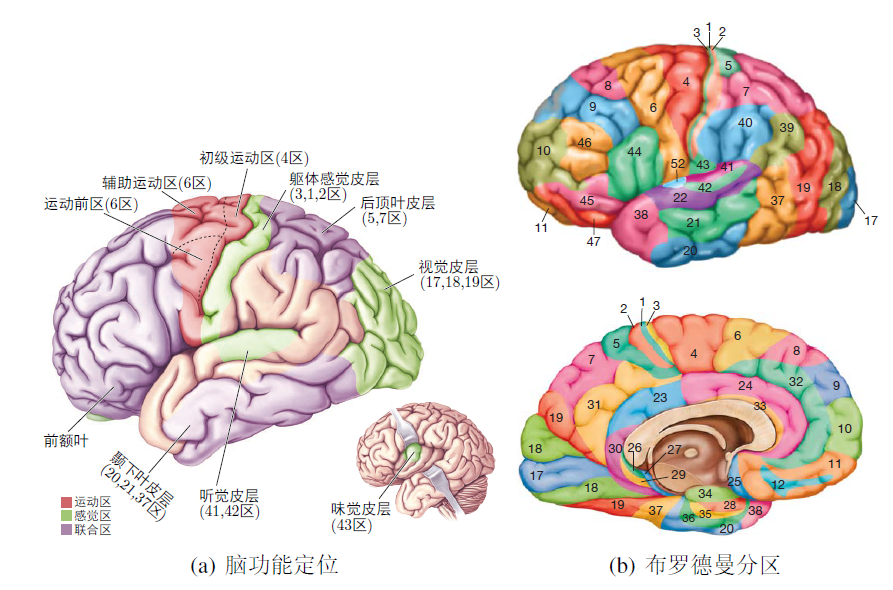 初级运动区(4区)
辅助运动区(6区)
运动前区(6区)
躯体感觉皮层
(3,1,2区)
后顶叶皮层
(5,7区)
视觉皮层
(17,18,19区)
前额叶
颞下叶皮层
(20,21,37区)
听觉皮层
(41,42区)
味觉皮层
(43区)
运动区
感觉区
联合区
(a) 脑功能定位
3 1 2
5
8
4
7
9
6
40
39
46
10
44
52
43
41
42
22
45
38
21
37
19
18
17
11
47
20
2 1 3
5
4
6
8
7
32
9
24
23
33
31
19
10
18
30
26
27
11
17
29
25
12
18
34
28
19
37
35
38
36
20
(b) 布罗德曼分区